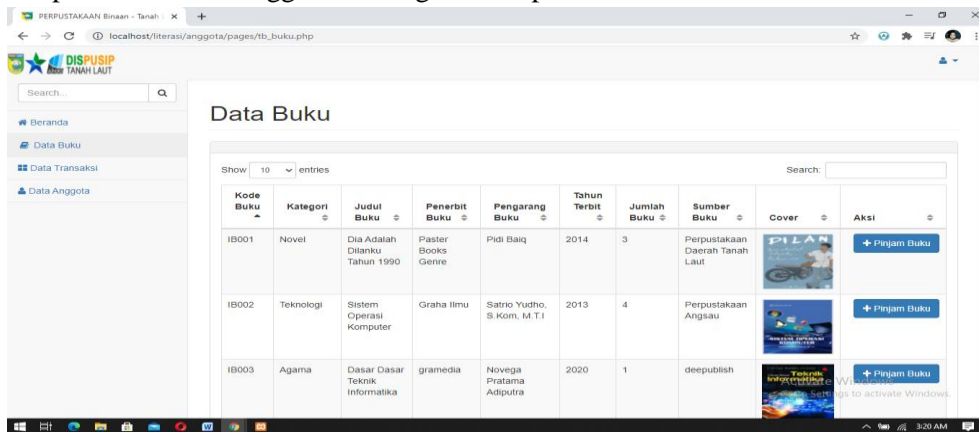 PERPUSTAKAAN Binaan - Tanah
localhost/literasi/anggota/pages/tb_buku.php
DISPUSIP
TANAH LAUT
Search...
Beranda
Data Buku
Data Transaksi
Data Anggota
Data Buku
Show 10 entries
Search:
Kode Buku Kategori Judul Buku Penerbit Buku Pengarang Buku Tahun Terbit Jumlah Buku Sumber Buku Cover Aksi
IB001 Novel Dia Adalah Dilanku Tahun 1990 Paster Books Genre Pidi Baiq 2014 3 Perpustakaan Daerah Tanah Laut + Pinjam Buku
IB002 Teknologi Sistem Operasi Komputer Graha Ilmu Satrio Yudho, S.Kom, M.T.I 2013 4 Perpustakaan Angsau + Pinjam Buku
SISTEM OPERASI
KOMPUTER
IB003 Agama Dasar Dasar Teknik Informatika gramedia Novega Pratama Adiputra 2020 1 deepublish + Pinjam Buku
Teknik
Informatika
Activate Windows
Settings to activate Windows.
3:20 AM